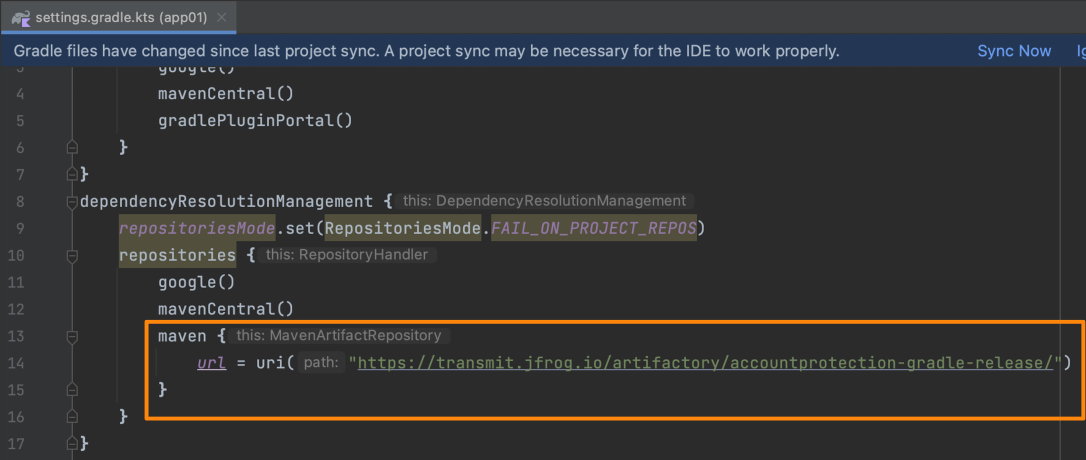 settings.gradle.kts (app01)
Gradle files have changed since last project sync. A project sync may be necessary for the IDE to work properly. Sync Now
google()
4 mavenCentral()
5 gradlePluginPortal()
6 }
7 }
8 dependencyResolutionManagement { this: DependencyResolutionManagement
9 repositoriesMode.set(RepositoriesMode.FAIL_ON_PROJECT_REPOS)
10 repositories { this: RepositoryHandler
11 google()
12 mavenCentral()
13 maven { this: MavenArtifactRepository
14 url = uri( path: "https://transmit.jfrog.io/artifactory/accountprotection-gradle-release/")
15 }
16 }
17 }